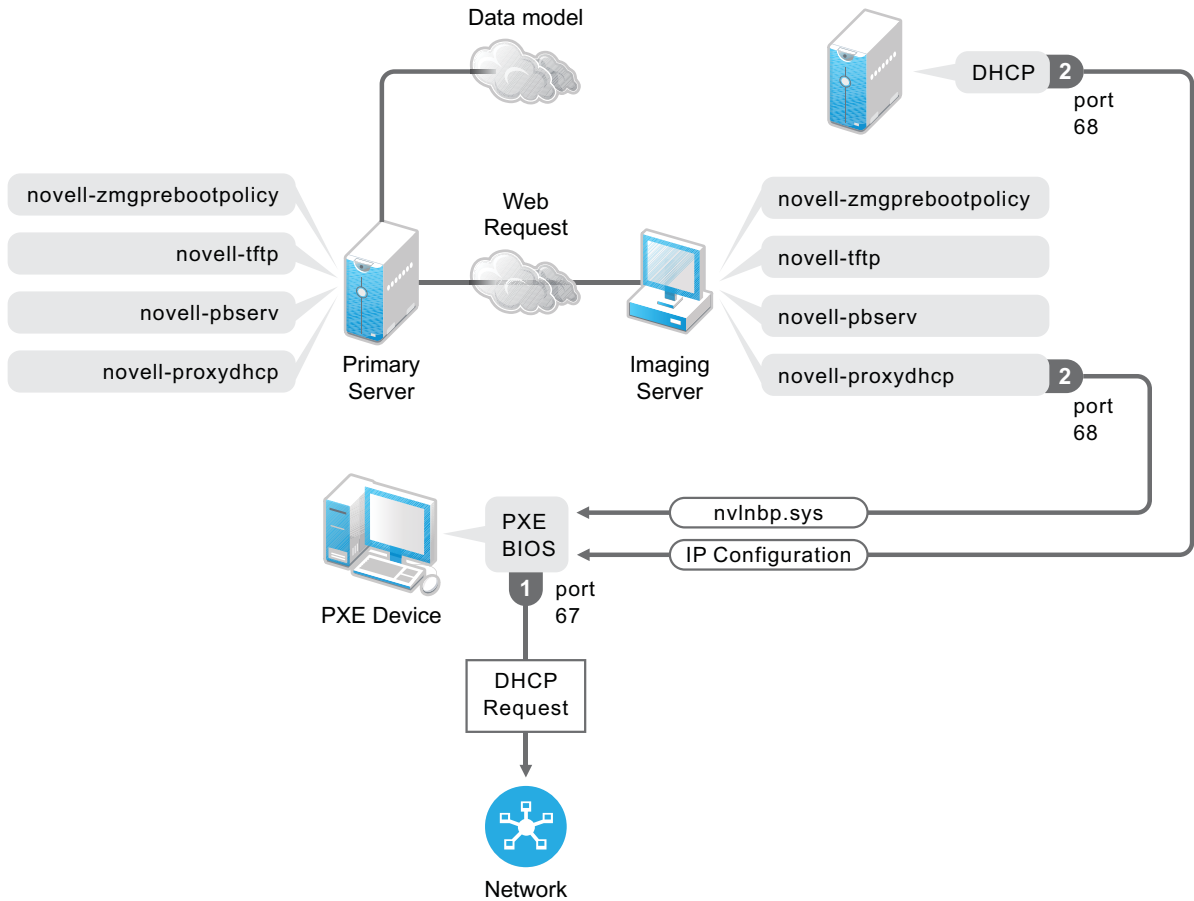 Data model
DHCP
2
port
68
novell-zmgprebootpolicy
novell-tftp
novell-pbserv
novell-proxydhcp
Primary
Server
Web
Request
Imaging
Server
novell-zmgprebootpolicy
novell-tftp
novell-pbserv
novell-proxydhcp
2
port
68
nvlnbp.sys
IP Configuration
PXE
BIOS
1
port
67
PXE Device
DHCP
Request
Network